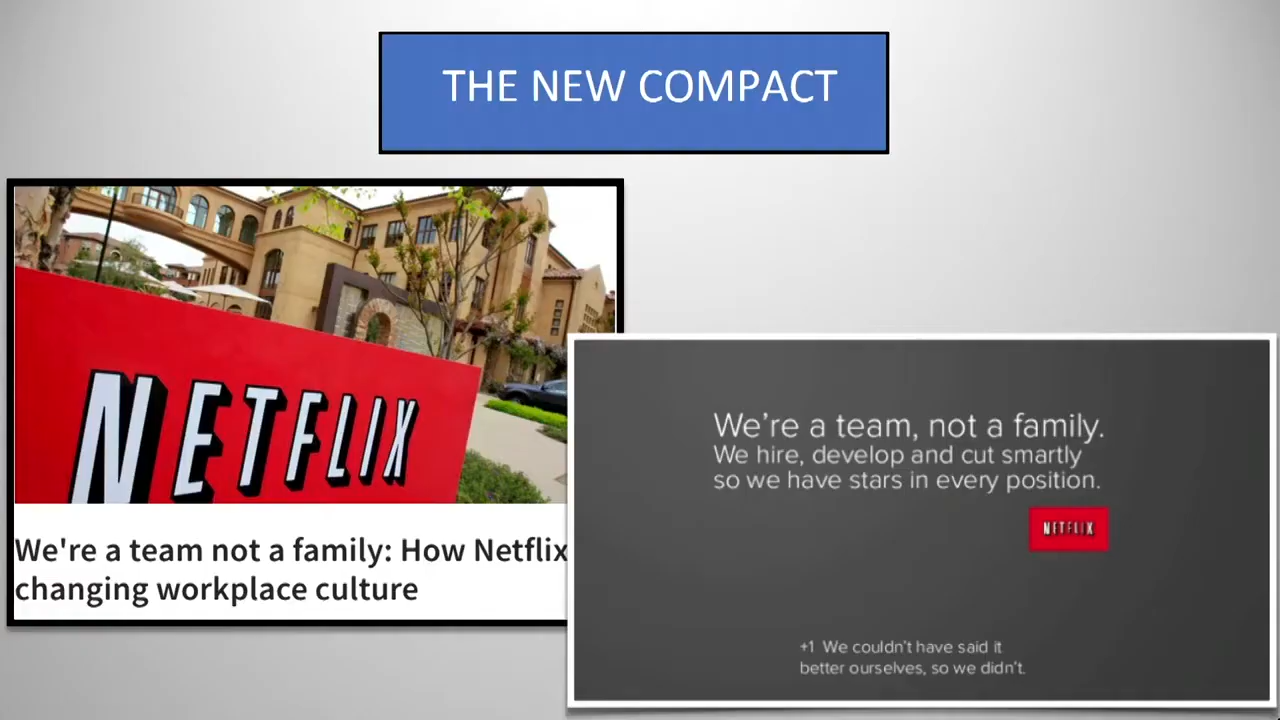 THE NEW COMPACT
NETFLIX
We're a team not a family: How Netflix
changing workplace culture
We’re a team, not a family.
We hire, develop and cut smartly
so we have stars in every position.
NETFLIX
+1 We couldn’t have said it
better ourselves, so we didn’t.